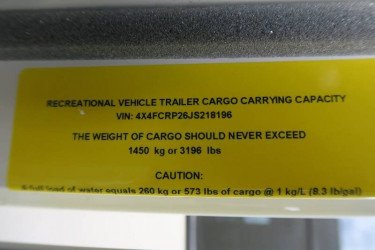 RECREATIONAL VEHICLE TRAILER CARGO CARRYING CAPACITY
VIN: 4X4FCRP26JS218196
THE WEIGHT OF CARGO SHOULD NEVER EXCEED
1450 kg or 3196 lbs
CAUTION:
A full load of water equals 260 kg or 573 lbs of cargo @ 1 kg/L (8.3 lb/gal)